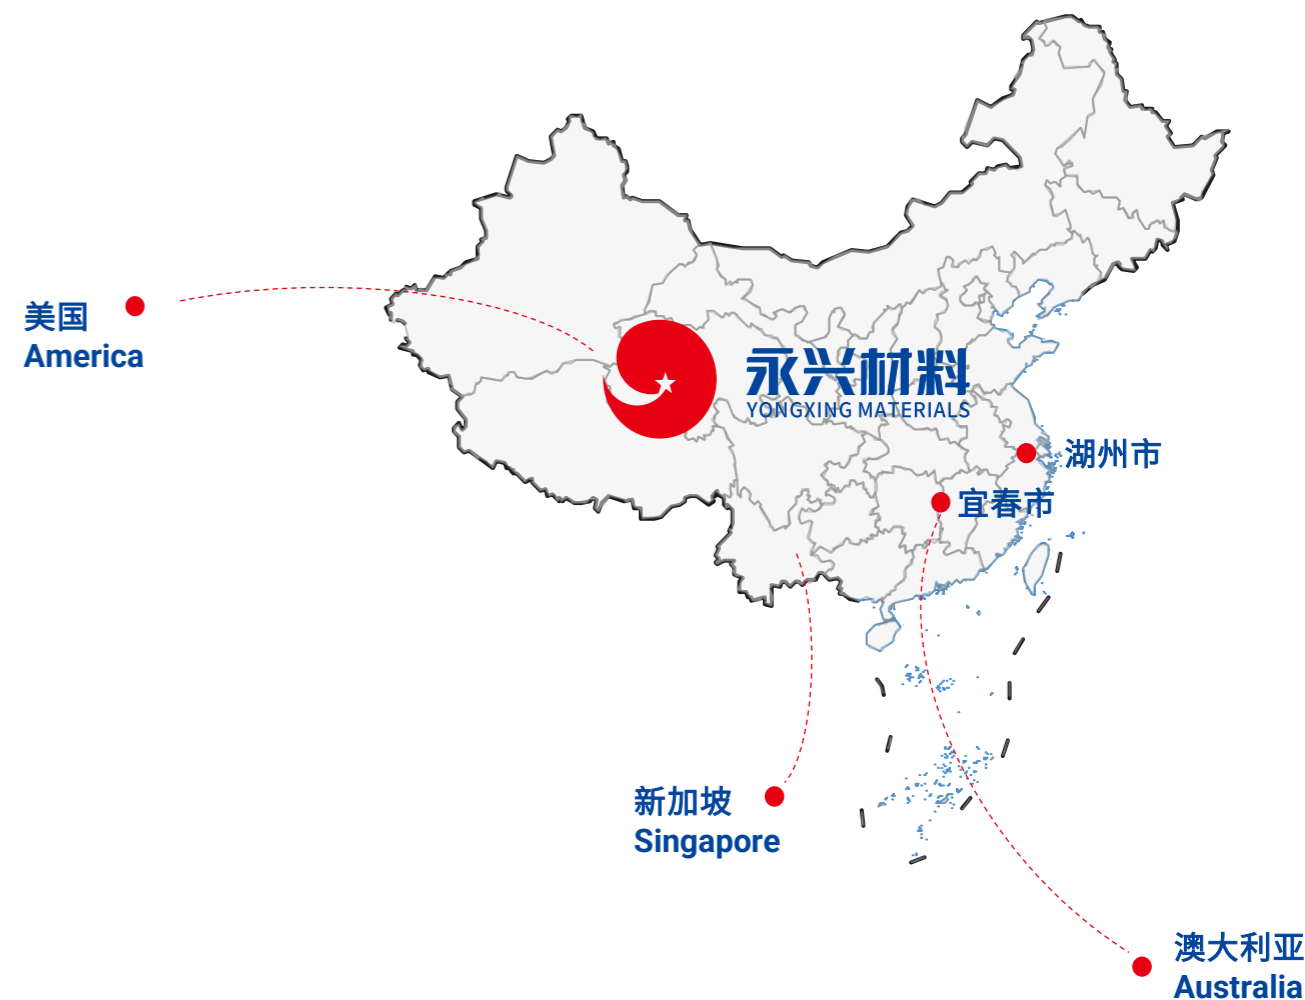 美国
America
永兴材料
YONGXING MATERIALS
湖州市
宜春市
新加坡
Singapore
澳大利亚
Australia